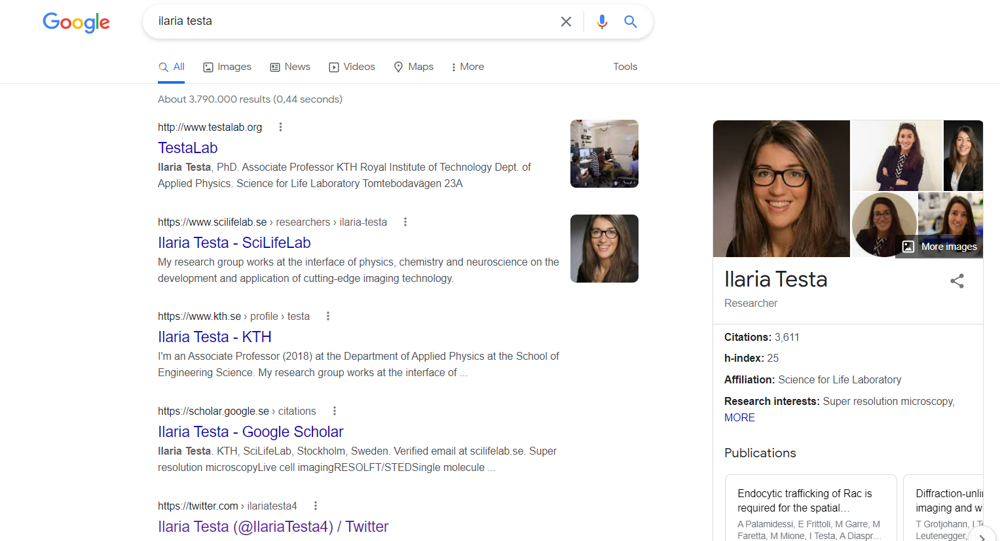 Google
ilaria testa
All
Images
News
Videos
Maps
More
Tools
About 3.790.000 results (0,44 seconds)
http://www.testalab.org
TestaLab
Ilaria Testa, PhD. Associate Professor KTH Royal Institute of Technology Dept. of
Applied Physics. Science for Life Laboratory Tomtebodavägen 23A
https://www.scilifelab.se › researchers › ilaria-testa
Ilaria Testa - SciLifeLab
My research group works at the interface of physics, chemistry and neuroscience on the
development and application of cutting-edge imaging technology.
https://www.kth.se › profile › testa
Ilaria Testa - KTH
I'm an Associate Professor (2018) at the Department of Applied Physics at the School of
Engineering Science. My research group works at the interface of ...
https://scholar.google.se › citations
Ilaria Testa - Google Scholar
Ilaria Testa. KTH, SciLifeLab, Stockholm, Sweden. Verified email at scilifelab.se. Super
resolution microscopyLive cell imagingRESOLFT/STEDSingle molecule ...
https://twitter.com › ilariatesta4
Ilaria Testa (@IlariaTesta4) / Twitter
More images
Ilaria Testa
Researcher
Citations: 3,611
h-index: 25
Affiliation: Science for Life Laboratory
Research interests: Super resolution microscopy,
MORE
Publications
Endocytic trafficking of Rac is
required for the spatial...
A Palamidessi, E Frittoli, M Garre, M
Faretta, M Mione, I Testa, A Diaspr...
Diffraction-unli
imaging and w
T Grotjohann, I
Leutenegger,